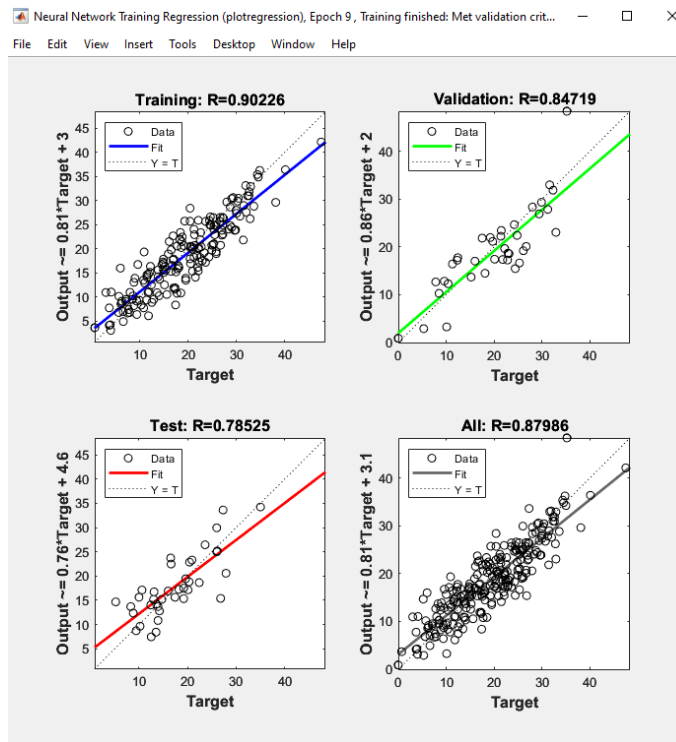 Neural Network Training Regression (plotregression), Epoch 9 , Training finished: Met validation crit...
File Edit View Insert Tools Desktop Window Help
Training: R=0.90226
Output ~= 0.81*Target + 3
45
40
35
30
25
20
15
10
5
Data
Fit
Y = T
10 20 30 40
Target
Validation: R=0.84719
Output ~= 0.86*Target + 2
40
30
20
10
0
Data
Fit
Y = T
0 10 20 30 40
Target
Test: R=0.78525
Output ~= 0.76*Target + 4.6
45
40
35
30
25
20
15
10
5
Data
Fit
Y = T
10 20 30 40
Target
All: R=0.87986
Output ~= 0.81*Target + 3.1
40
30
20
10
0
Data
Fit
Y = T
0 10 20 30 40
Target